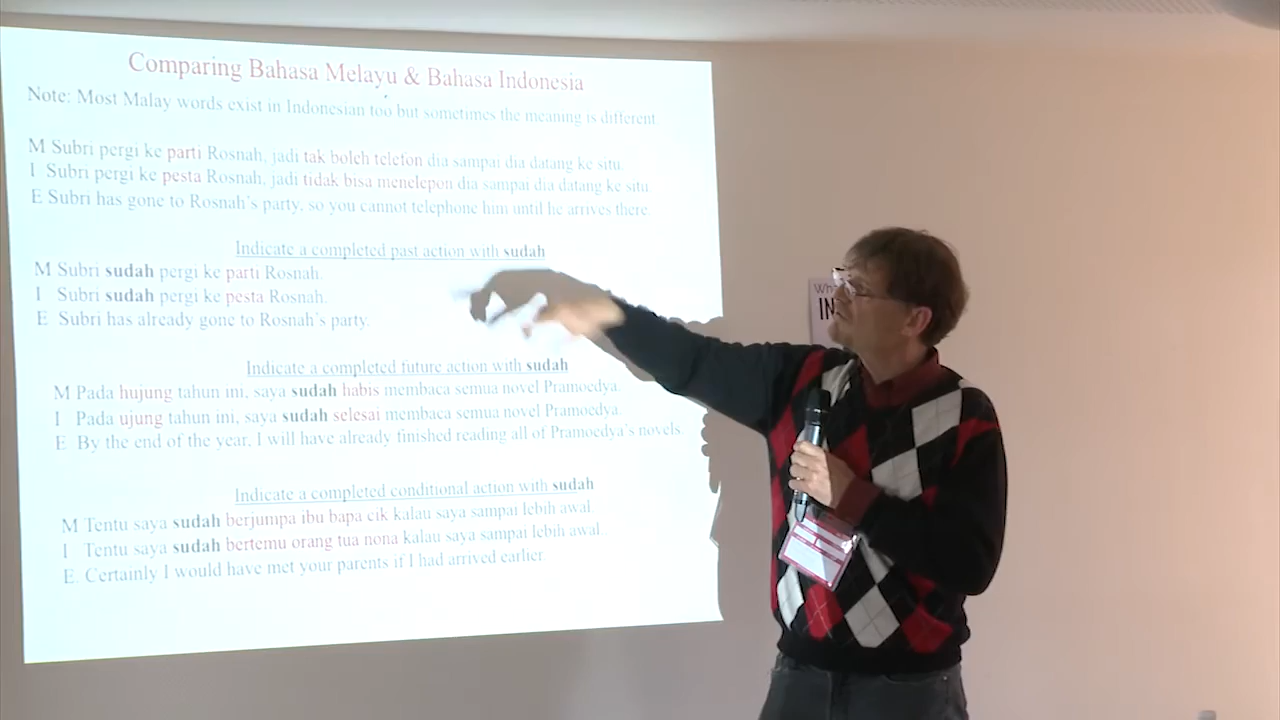 Comparing Bahasa Melayu & Bahasa Indonesia
Note: Most Malay words exist in Indonesian too but sometimes the meaning is different.
M Subri pergi ke parti Rosnah, jadi tak boleh telefon dia sampai dia datang ke situ.
I Subri pergi ke pesta Rosnah, jadi tidak bisa menelepon dia sampai dia datang ke situ.
E Subri has gone to Rosnah's party, so you cannot telephone him until he arrives there.
Indicate a completed past action with sudah
M Subri sudah pergi ke parti Rosnah.
I Subri sudah pergi ke pesta Rosnah.
E Subri has already gone to Rosnah's party.
Indicate a completed future action with sudah
M Pada hujung tahun ini, saya sudah habis membaca semua novel Pramoedya.
I Pada ujung tahun ini, saya sudah selesai membaca semua novel Pramoedya.
E By the end of the year, I will have already finished reading all of Pramoedya's novels.
Indicate a completed conditional action with sudah
M Tentu saya sudah berjumpa ibu bapa cik kalau saya sampai lebih awal.
I Tentu saya sudah bertemu orang tua nona kalau saya sampai lebih awal.
E. Certainly I would have met your parents if I had arrived earlier.